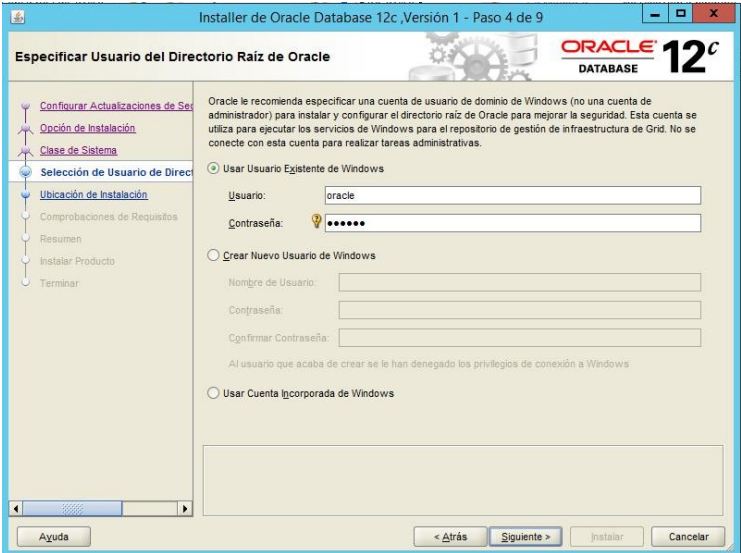 Installer de Oracle Database 12c ,Versión 1 - Paso 4 de 9
Especificar Usuario del Directorio Raíz de Oracle
ORACLE
DATABASE
12c
Configurar Actualizaciones de Seg
Opción de Instalación
Clase de Sistema
Selección de Usuario de Direct
Ubicación de Instalación
Comprobaciones de Requisitos
Resumen
Instalar Producto
Terminar
Oracle le recomienda especificar una cuenta de usuario de dominio de Windows (no una cuenta de
administrador) para instalar y configurar el directorio raíz de Oracle para mejorar la seguridad. Esta cuenta se
utiliza para ejecutar los servicios de Windows para el repositorio de gestión de infraestructura de Grid. No se
conecte con esta cuenta para realizar tareas administrativas.
Usar Usuario Existente de Windows
Usuario: oracle
Contraseña: ●●●●●●
Crear Nuevo Usuario de Windows
Nombre de Usuario:
Contraseña:
Confirmar Contraseña:
Al usuario que acaba de crear se le han denegado los privilegios de conexión a Windows
Usar Cuenta Incorporada de Windows
Ayuda
< Atrás
Siguiente >
Instalar
Cancelar